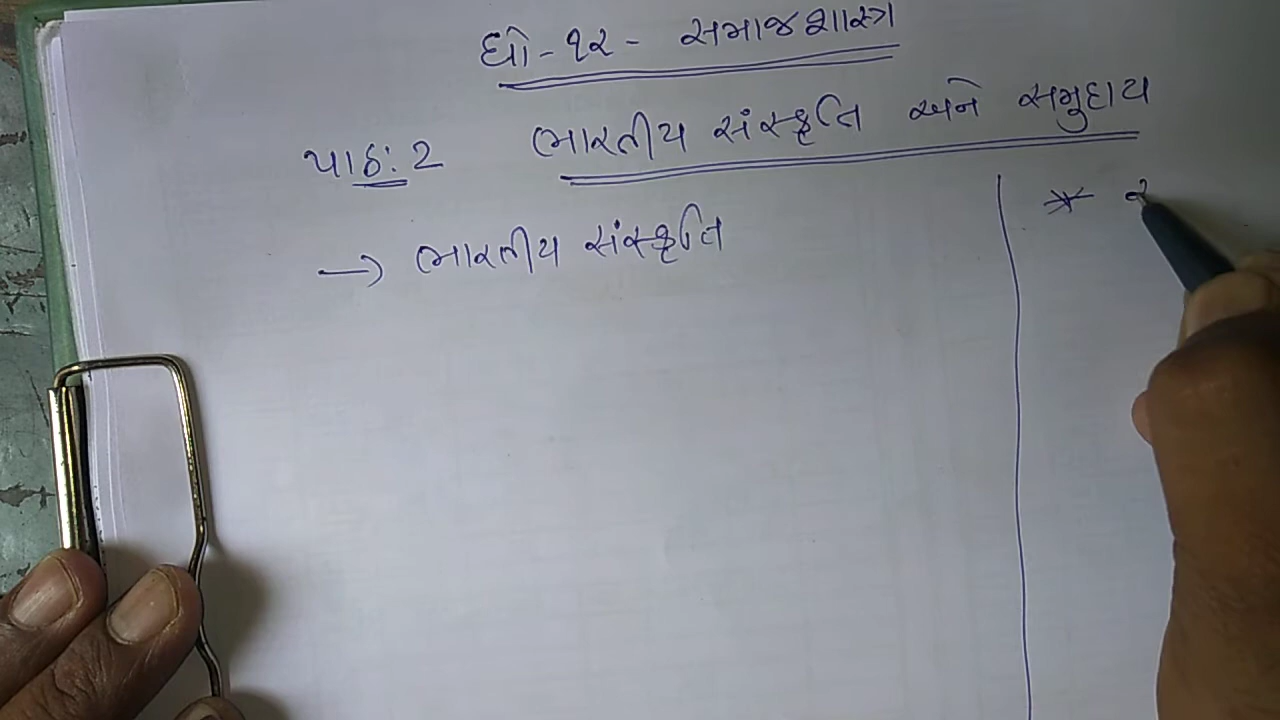 ધો-૧૨- સમાજશાસ્ત્ર
પાઠ: 2 ભારતીય સંસ્કૃતિ અને સમુદાય
→ ભારતીય સંસ્કૃતિ
*